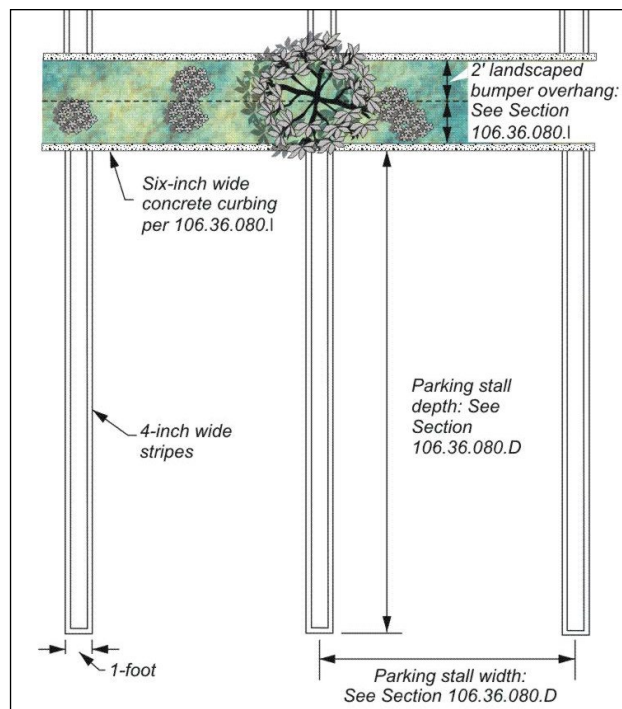 2' landscaped
bumper overhang:
See Section
106.36.080.I
Six-inch wide
concrete curbing
per 106.36.080.I
Parking stall
depth: See
Section
106.36.080.D
4-inch wide
stripes
1-foot
Parking stall width:
See Section 106.36.080.D